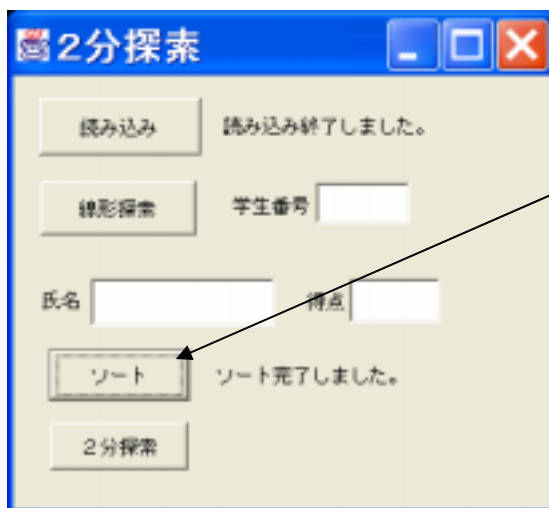 2分探索
読み込み 読み込み終了しました。
線形探索 学生番号
氏名 得点
ソート ソート完了しました。
2分探索